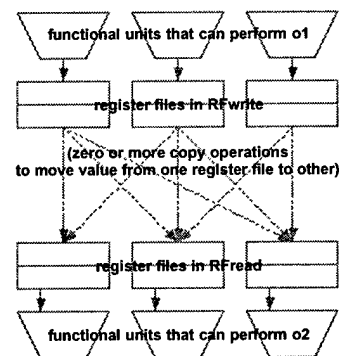 functional units that can perform o1
register files in RFwrite
(zero or more copy operations
to move value from one register file to other)
register files in RFread
functional units that can perform o2